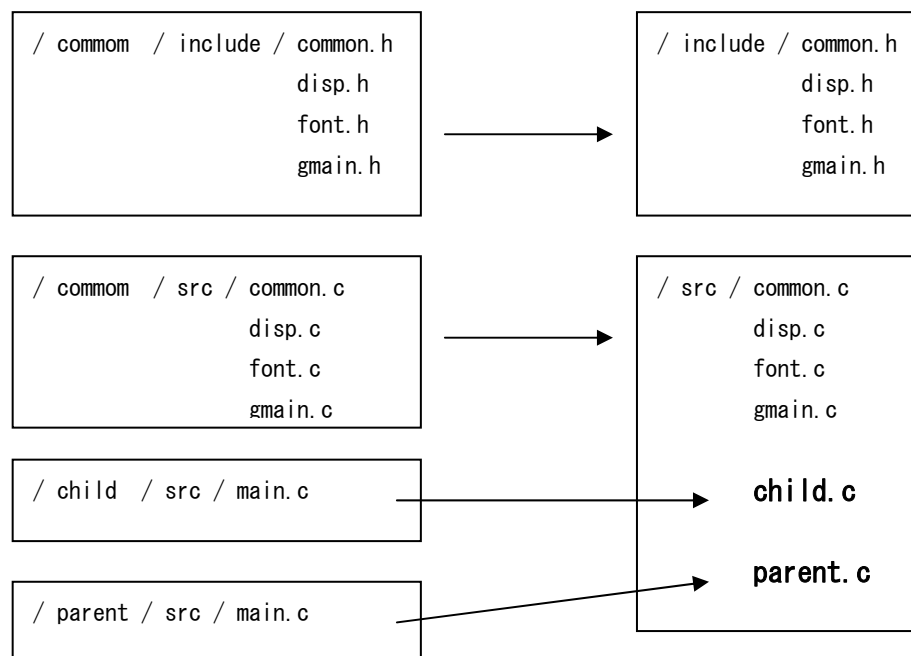 / commom / include / common.h
disp.h
font.h
gmain.h
/ include / common.h
disp.h
font.h
gmain.h
/ commom / src / common.c
disp.c
font.c
gmain.c
/ child / src / main.c
/ parent / src / main.c
/ src / common.c
disp.c
font.c
gmain.c
child.c
parent.c